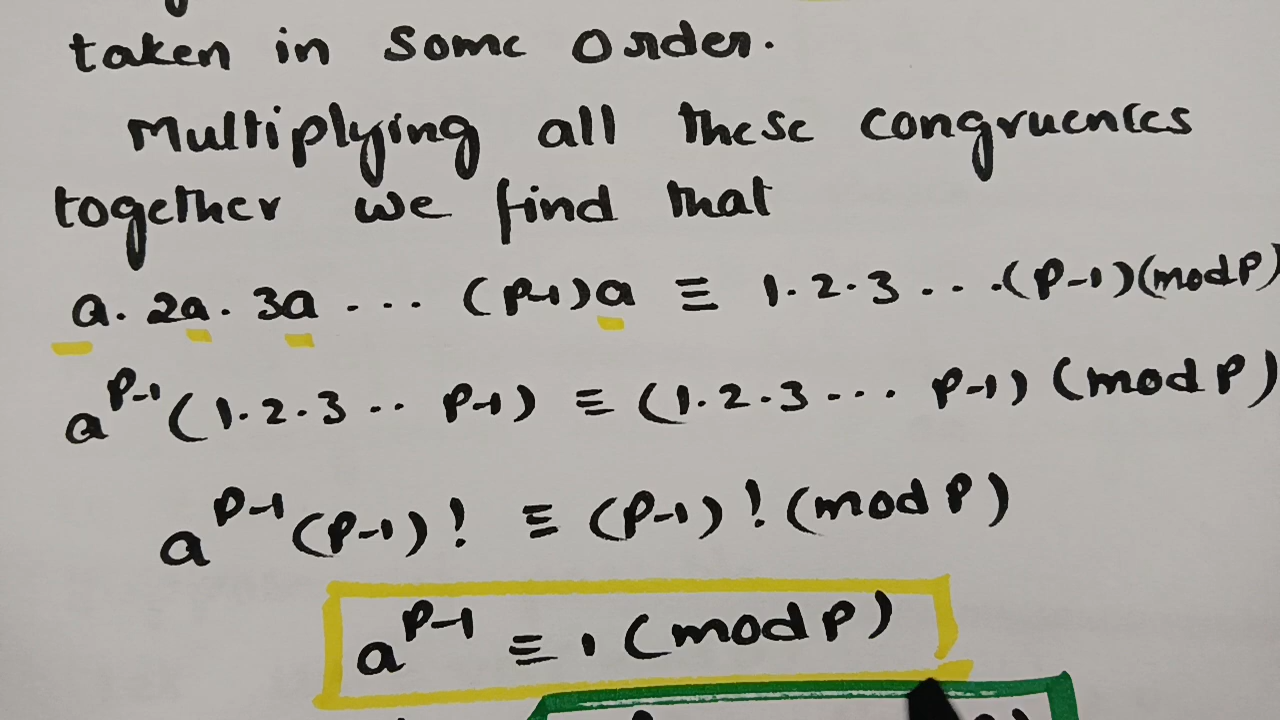 taken in some order.
Multiplying all these congruences
together we find that
a. 2a. 3a ... (P-1)a ≡ 1.2.3....(P-1)(mod P)
a^P-1 (1.2.3.. P-1) ≡ (1.2.3... P-1) (mod P)
a^P-1 (P-1)! ≡ (P-1)! (mod P)
a^P-1 ≡ 1 (mod P)